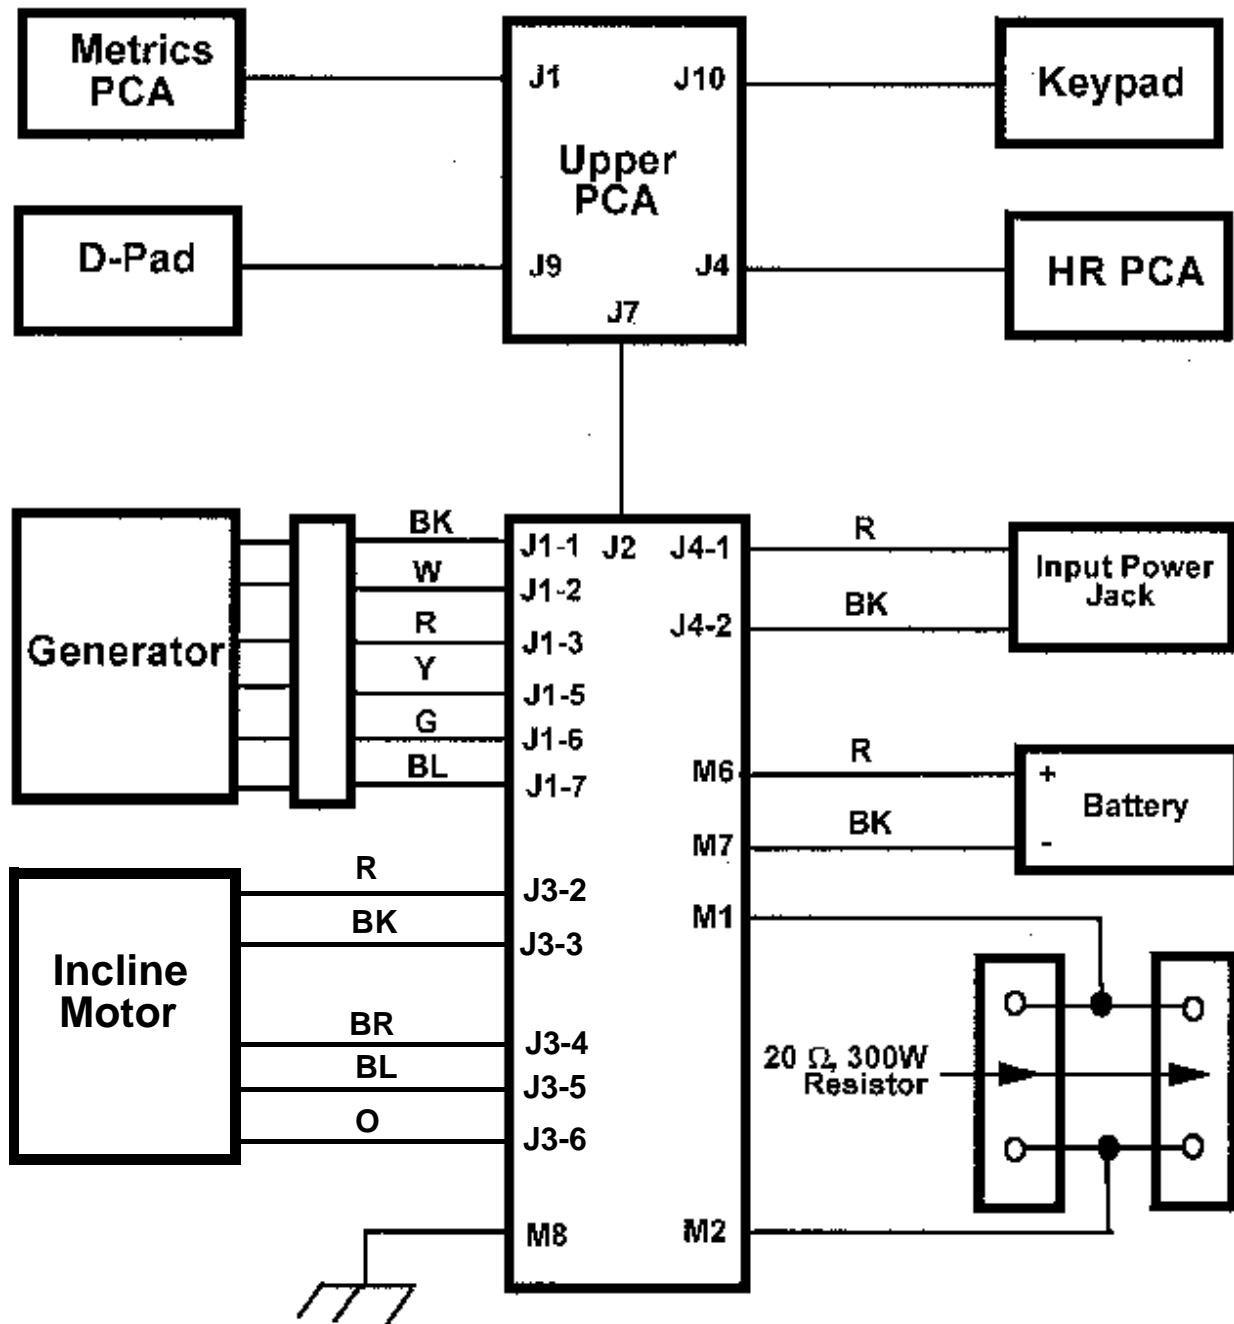 Metrics
PCA
J1
J10
Keypad
Upper
PCA
D-Pad
J9
J4
HR PCA
J7
Generator
BK
W
R
Y
G
BL
J1-1
J1-2
J1-3
J1-5
J1-6
J1-7
J2
J4-1
J4-2
R
BK
Input Power
Jack
M6
M7
R
BK
+
Battery
-
M1
Incline
Motor
R
BK
BR
BL
O
J3-2
J3-3
J3-4
J3-5
J3-6
20 Ω, 300W
Resistor
M8
M2